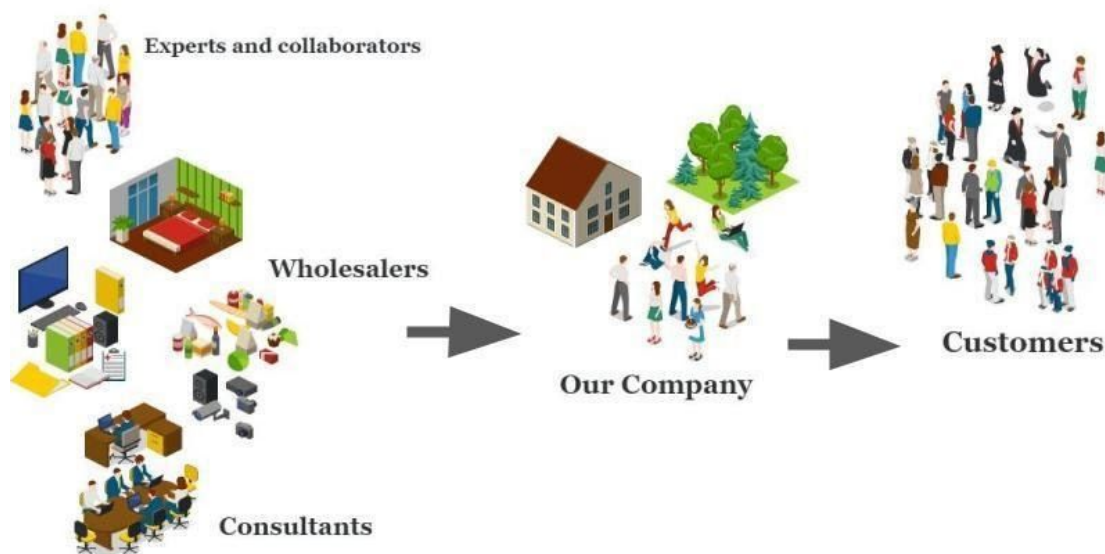 Experts and collaborators
Wholesalers
Our Company
Customers
Consultants